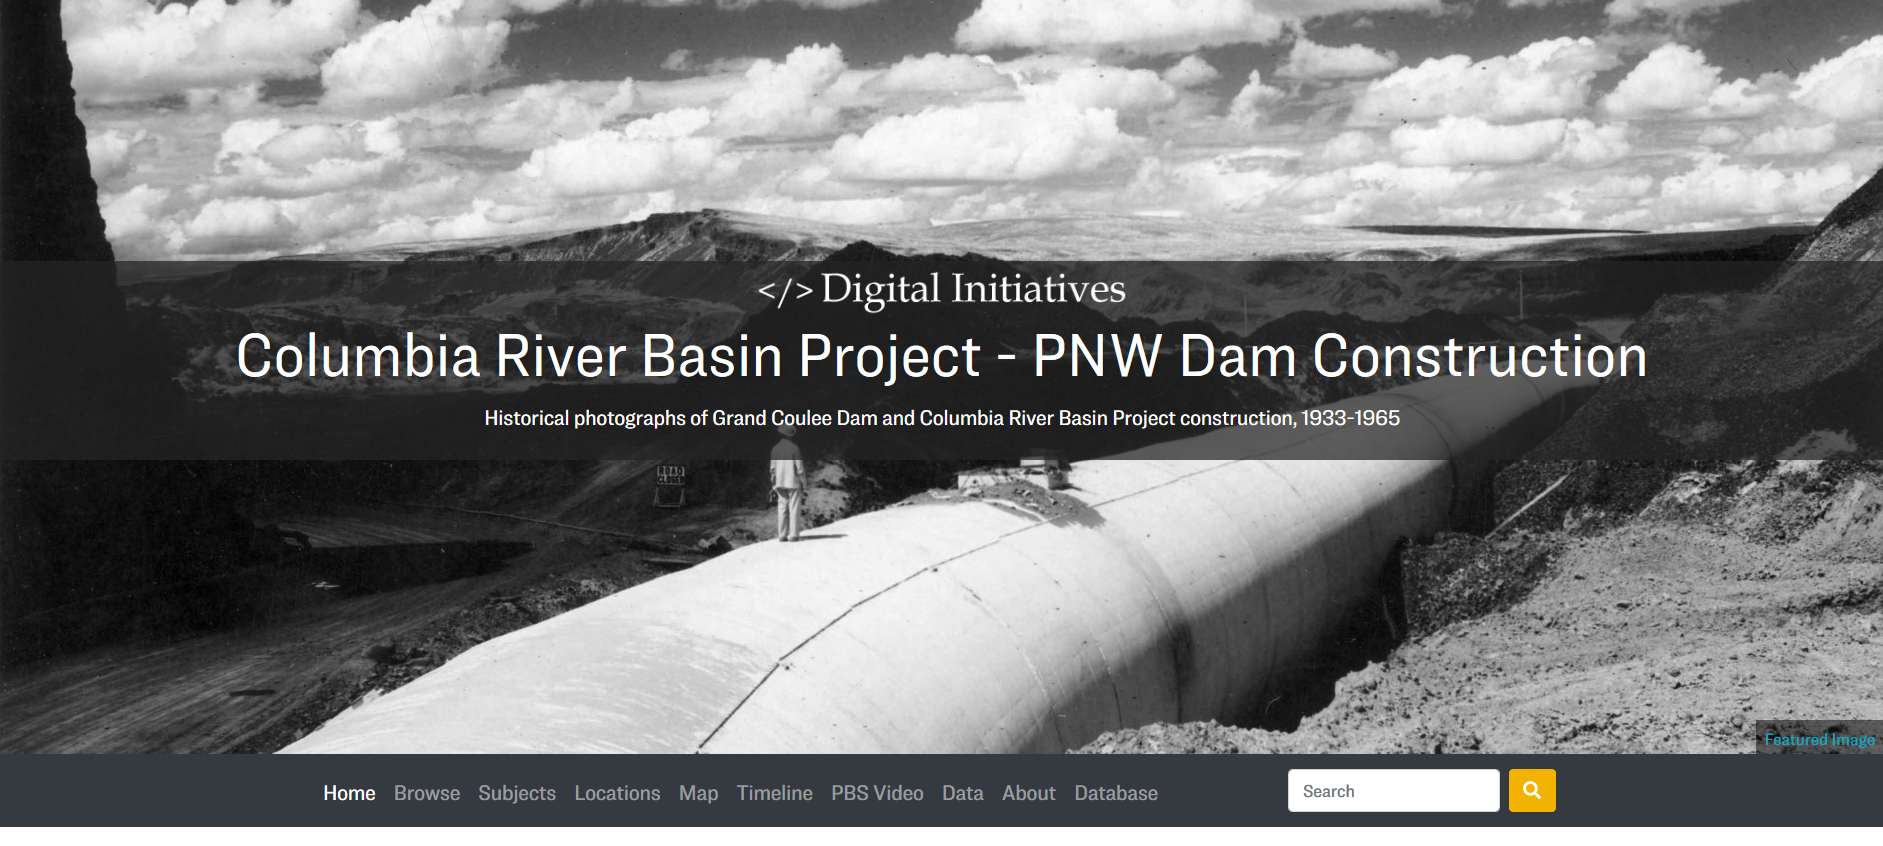 </> Digital Initiatives
Columbia River Basin Project - PNW Dam Construction
Historical photographs of Grand Coulee Dam and Columbia River Basin Project construction, 1933-1965
ROAD
CLOSED
Featured Image
Home Browse Subjects Locations Map Timeline PBS Video Data About Database Search